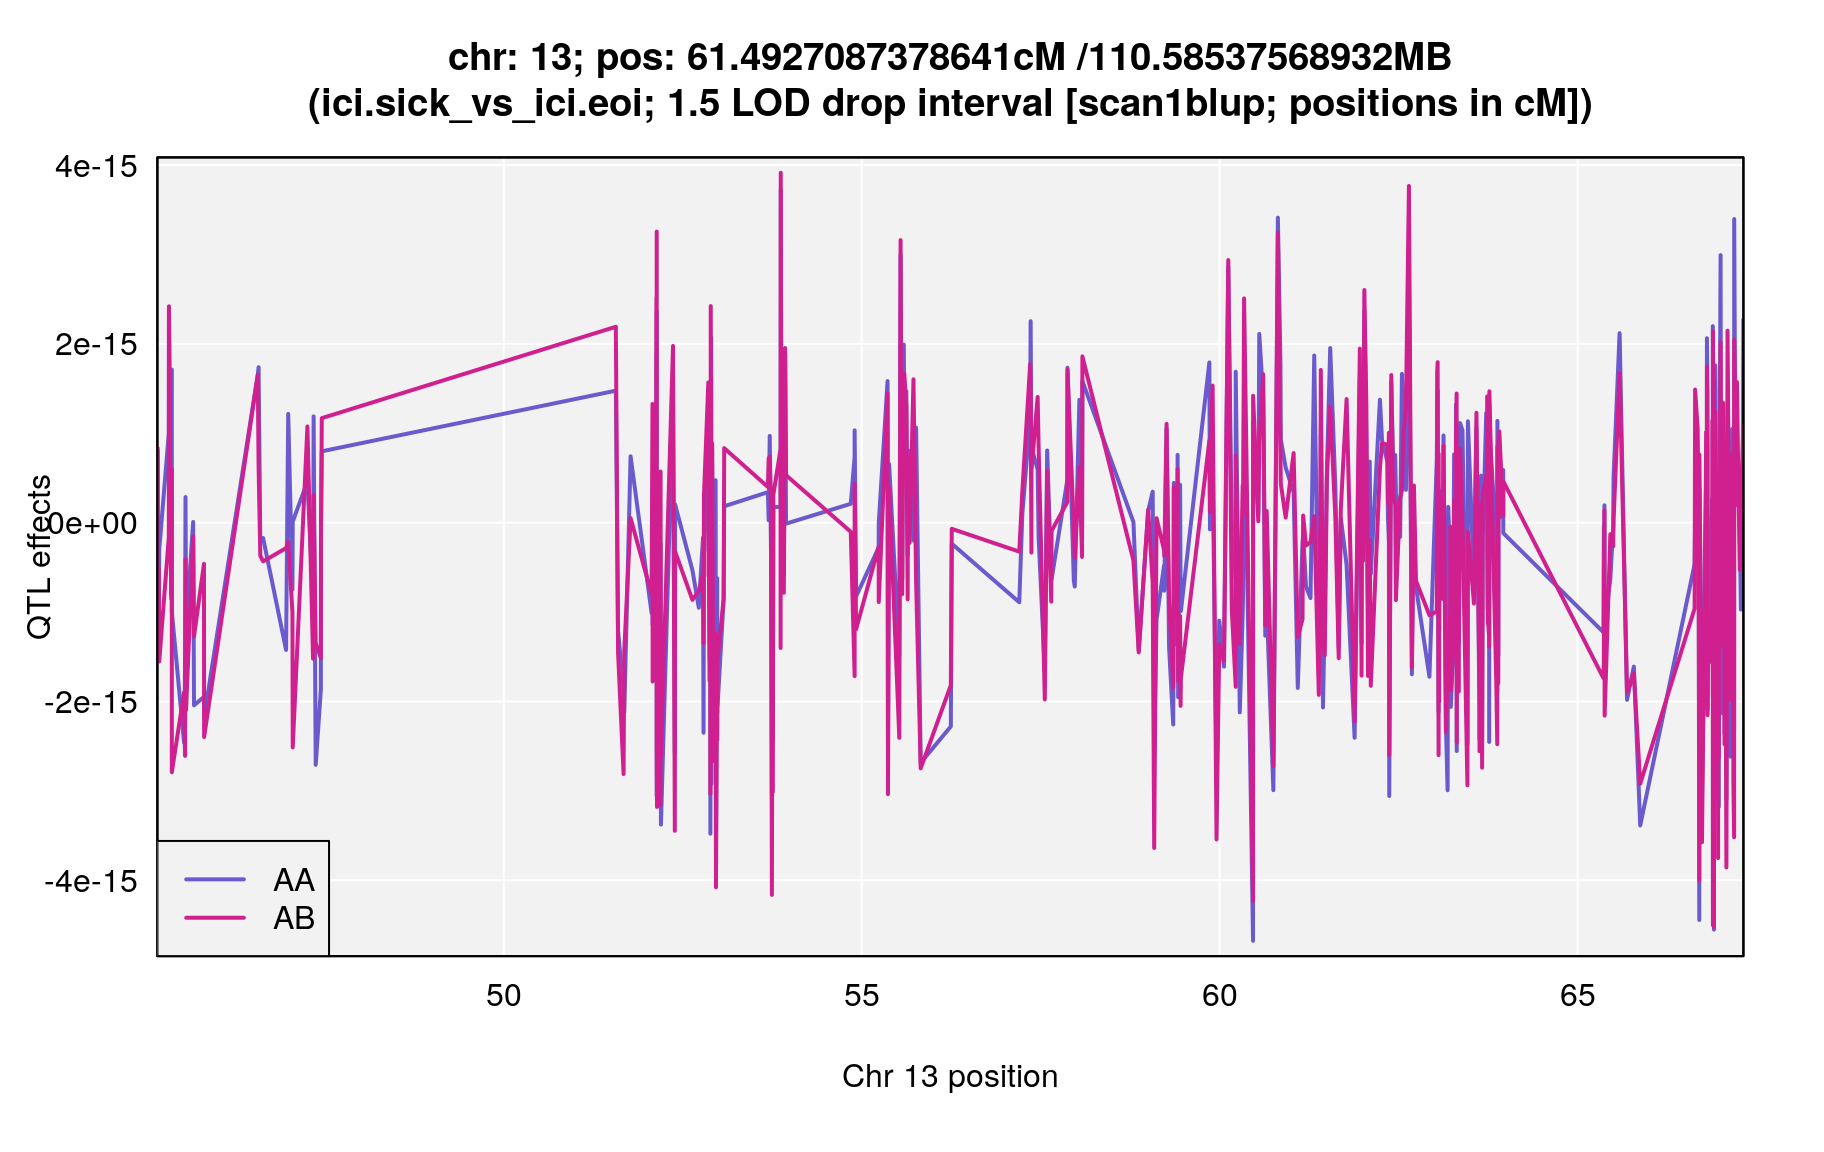 chr: 13; pos: 61.4927087378641cM /110.58537568932MB
(ici.sick_vs_ici.eoi; 1.5 LOD drop interval [scan1blup; positions in cM])
4e-15
2e-15
0e+00
-2e-15
-4e-15
QTL effects
AA
AB
50 55 60 65
Chr 13 position